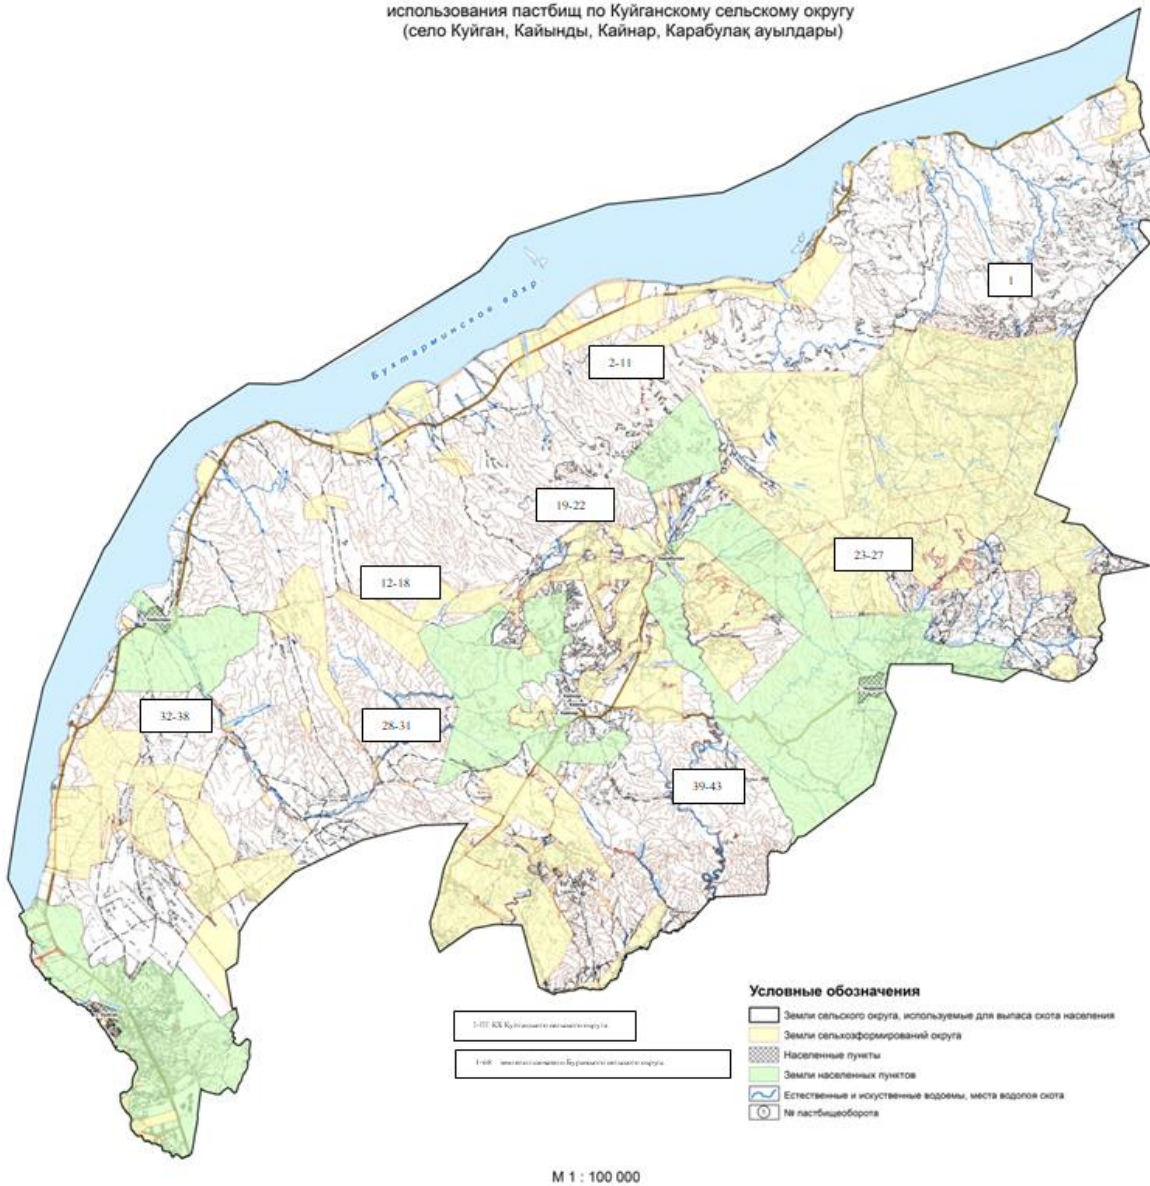 использования пастбищ по Куйганскому сельскому округу
(село Куйган, Кайынды, Кайнар, Карабулақ ауылдары)
1
Бухтарминское вдхр.
2-11
19-22
23-27
12-18
32-38
28-31
39-43
Условные обозначения
Земли сельского округа, используемые для выпаса скота населения
Земли сельхозформирований округа
Населенные пункты
Земли населенных пунктов
Естественные и искуственные водоемы, места водопоя скота
№ пастбищеоборота
М 1 : 100 000